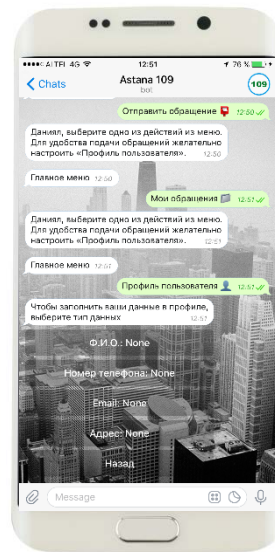 ALTEL 4G 12:51 76 %
Chats
Astana 109
bot
109
Отправить обращение 📮 12:50
Даниял, выберите одно из действий из меню.
Для удобства подачи обращений желательно
настроить «Профиль пользователя». 12:50
Главное меню 12:50
Мои обращения 12:51
Даниял, выберите одно из действий из меню.
Для удобства подачи обращений желательно
настроить «Профиль пользователя». 12:51
Главное меню 12:51
Профиль пользователя 👤 12:51
Чтобы заполнить ваши данные в профиле,
выберите тип данных 12:51
Ф.И.О.: None
Номер телефона: None
Email: None
Адрес: None
Назад
Message